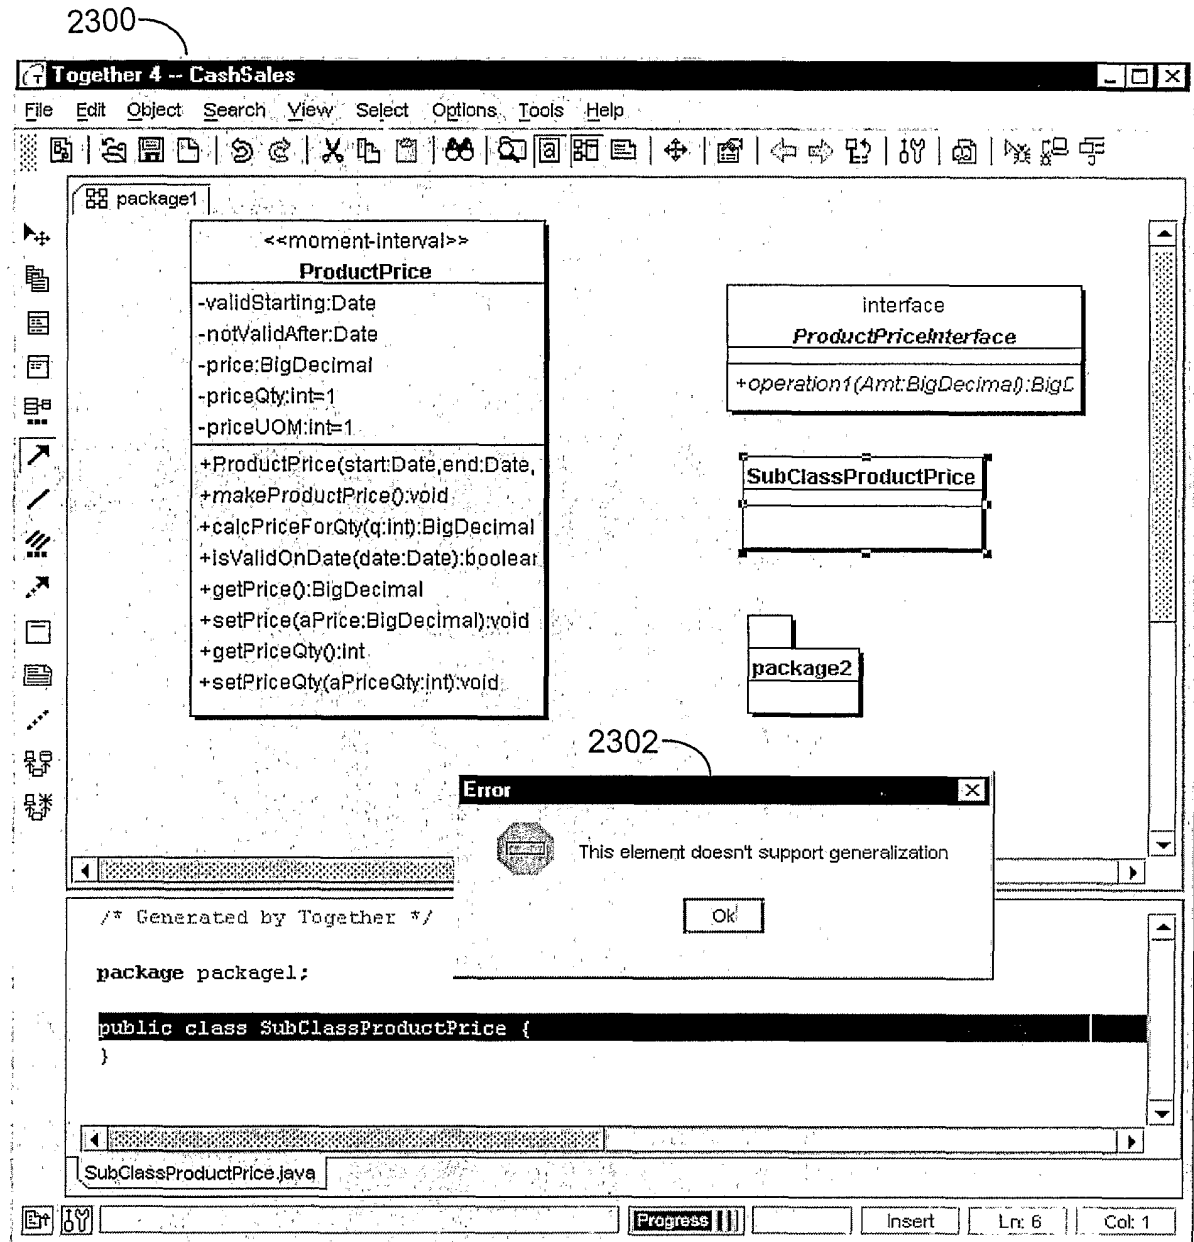 2300
Together 4 -- CashSales
File Edit Object Search View Select Options Tools Help
package1
<<moment-interval>>
ProductPrice
-validStarting:Date
-notValidAfter:Date
-price:BigDecimal
-priceQty:int=1
-priceUOM:int=1
+ProductPrice(start:Date,end:Date,
+makeProductPrice():void
+calcPriceForQty(q:int):BigDecimal
+isValidOnDate(date:Date):boolear
+getPrice():BigDecimal
+setPrice(aPrice:BigDecimal):void
+getPriceQty():int
+setPriceQty(aPriceQty:int):void
interface
ProductPriceInterface
+operation1(Amt:BigDecimal):BigD
SubClassProductPrice
package2
2302
Error
This element doesn't support generalization
Ok
/* Generated by Together */
package package1;
public class SubClassProductPrice {
}
SubClassProductPrice.java
Progress
Insert
Ln: 6
Col: 1